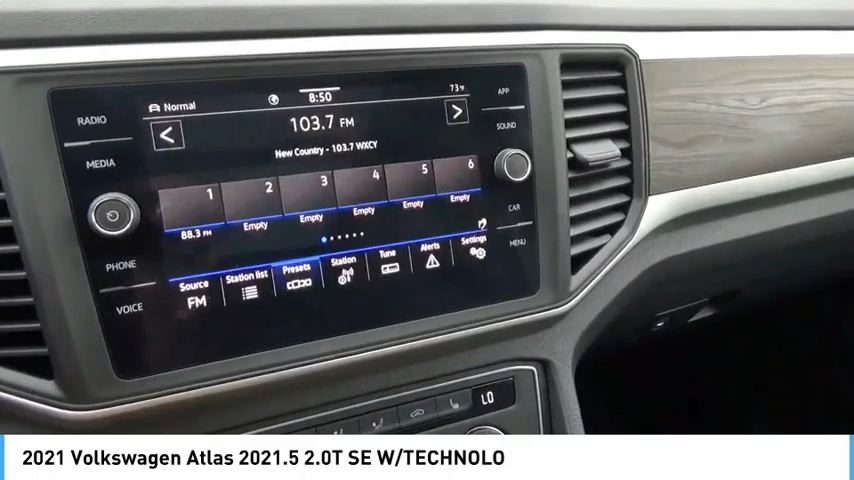 RADIO
MEDIA
PHONE
VOICE
Normal
8:50
73°F
<
103.7 FM
>
New Country - 103.7 WXCY
1 2 3 4 5 6
88.3 FM Empty Empty Empty Empty Empty
Source Station list Presets Station Tune Alerts Settings
FM
APP
SOUND
CAR
MENU
LO
2021 Volkswagen Atlas 2021.5 2.0T SE W/TECHNOLO